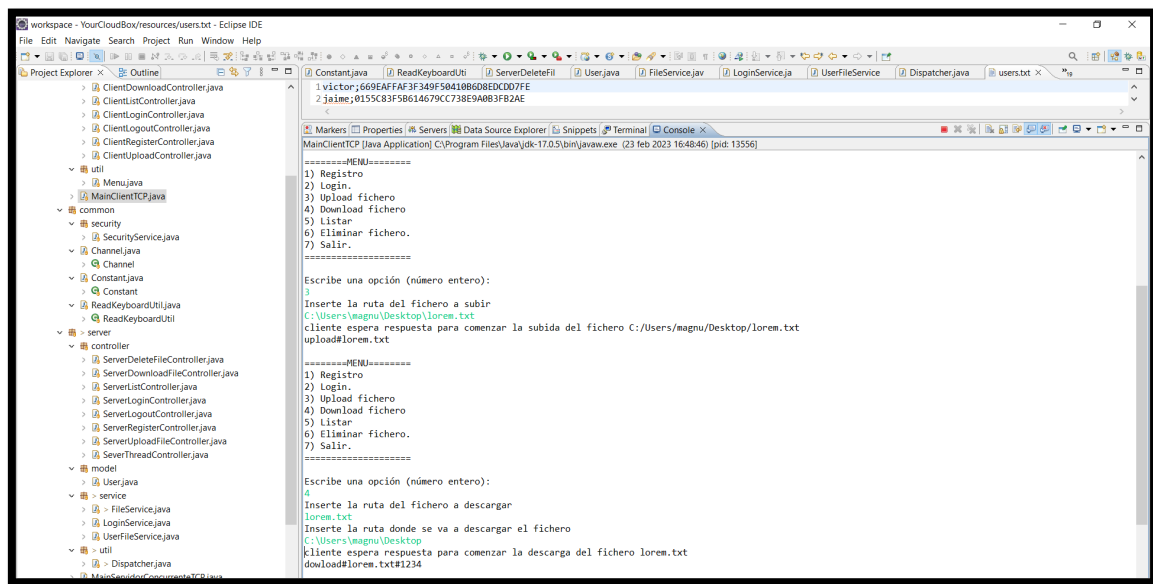 workspace - YourCloudBox/resources/users.txt - Eclipse IDE
File Edit Navigate Search Project Run Window Help
Project Explorer × Outline
ClientDownloadController.java
ClientListController.java
ClientLoginController.java
ClientLogoutController.java
ClientRegisterController.java
ClientUploadController.java
util
Menu.java
MainClientTCP.java
common
security
SecurityService.java
Channel.java
Channel
Constant.java
Constant
ReadKeyboardUtil.java
ReadKeyboardUtil
> server
controller
ServerDeleteFileController.java
ServerDownloadFileController.java
ServerListController.java
ServerLoginController.java
ServerLogoutController.java
ServerRegisterController.java
ServerUploadFileController.java
SeverThreadController.java
model
User.java
> service
> FileService.java
LoginService.java
UserFileService.java
> util
> Dispatcher.java
MainServidorConcurrenteTCP.java
Constant.java ReadKeyboardUti ServerDeleteFil User.java FileService.jav LoginService.ja UserFileService Dispatcher.java users.txt × »19
1 victor;669EAFFAF3F349F50410B6D8EDCDD7FE
2 jaime;0155C83F5B614679CC738E9A0B3FB2AE
Markers Properties Servers Data Source Explorer Snippets Terminal Console ×
MainClientTCP [Java Application] C:\Program Files\Java\jdk-17.0.5\bin\javaw.exe (23 feb 2023 16:48:46) [pid: 13556]
========MENU========
1) Registro
2) Login.
3) Upload fichero
4) Download fichero
5) Listar
6) Eliminar fichero.
7) Salir.
====================
Escribe una opción (número entero):
3
Inserte la ruta del fichero a subir
C:\Users\magnu\Desktop\lorem.txt
cliente espera respuesta para comenzar la subida del fichero C:/Users/magnu/Desktop/lorem.txt
upload#lorem.txt
========MENU========
1) Registro
2) Login.
3) Upload fichero
4) Download fichero
5) Listar
6) Eliminar fichero.
7) Salir.
====================
Escribe una opción (número entero):
4
Inserte la ruta del fichero a descargar
lorem.txt
Inserte la ruta donde se va a descargar el fichero
C:\Users\magnu\Desktop
cliente espera respuesta para comenzar la descarga del fichero lorem.txt
dowload#lorem.txt#1234